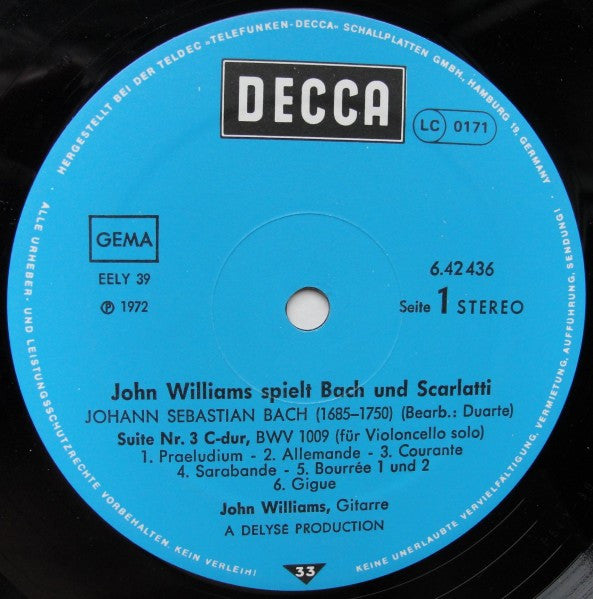 HERGESTELLT BEI DER TELDEC »TELEFUNKEN-DECCA« SCHALLPLATTEN GMBH., HAMBURG 19, GERMANY
DECCA
LC 0171
GEMA
EELY 39
Ⓟ 1972
6.42 436
Seite 1 STEREO
John Williams spielt Bach und Scarlatti
JOHANN SEBASTIAN BACH (1685-1750) (Bearb.: Duarte)
Suite Nr. 3 C-dur, BWV 1009 (für Violoncello solo)
1. Praeludium - 2. Allemande - 3. Courante
4. Sarabande - 5. Bourrée 1 und 2
6. Gigue
John Williams, Gitarre
A DELYSÉ PRODUCTION
ALLE URHEBER- UND LEISTUNGSSCHUTZRECHTE VORBEHALTEN. KEIN VERLEIH!
KEINE UNERLAUBTE VERVIELFÄLTIGUNG, VERMIETUNG, AUFFÜHRUNG, SENDUNG!
33